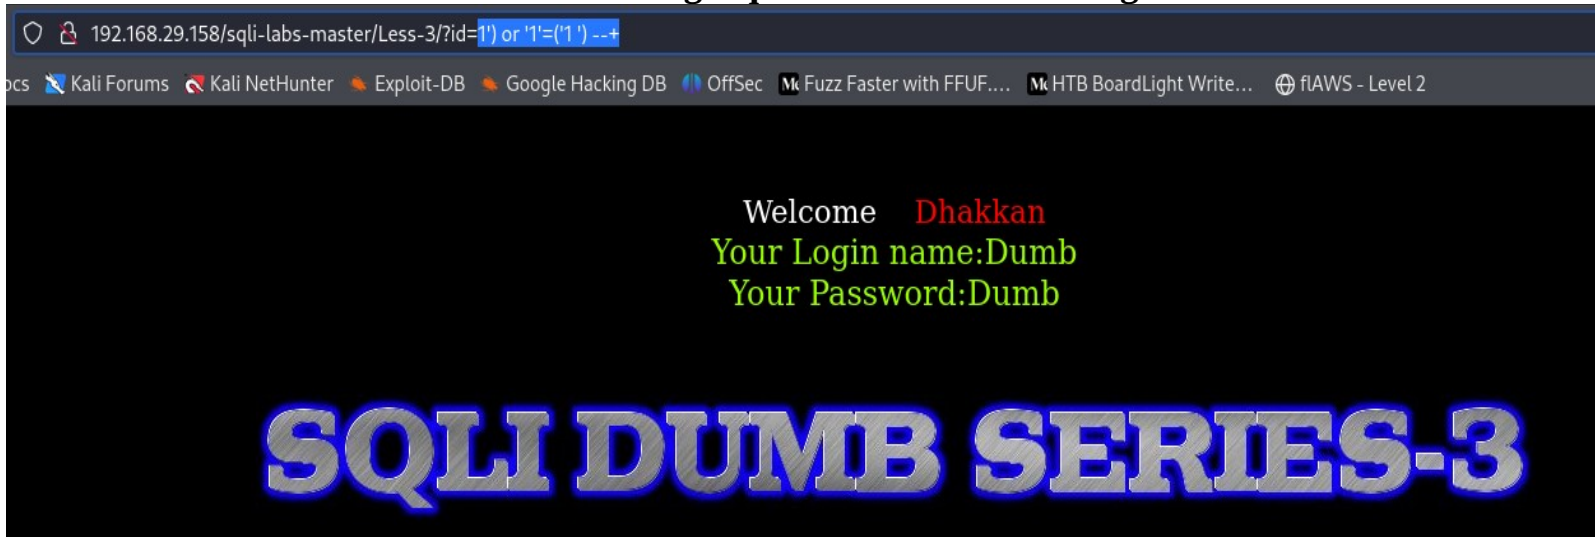 192.168.29.158/sqli-labs-master/Less-3/?id=1') or '1'=('1 ') --+
ocs Kali Forums Kali NetHunter Exploit-DB Google Hacking DB OffSec Fuzz Faster with FFUF.... HTB BoardLight Write... flAWS - Level 2
Welcome Dhakkan
Your Login name:Dumb
Your Password:Dumb
SQLI DUMB SERIES-3